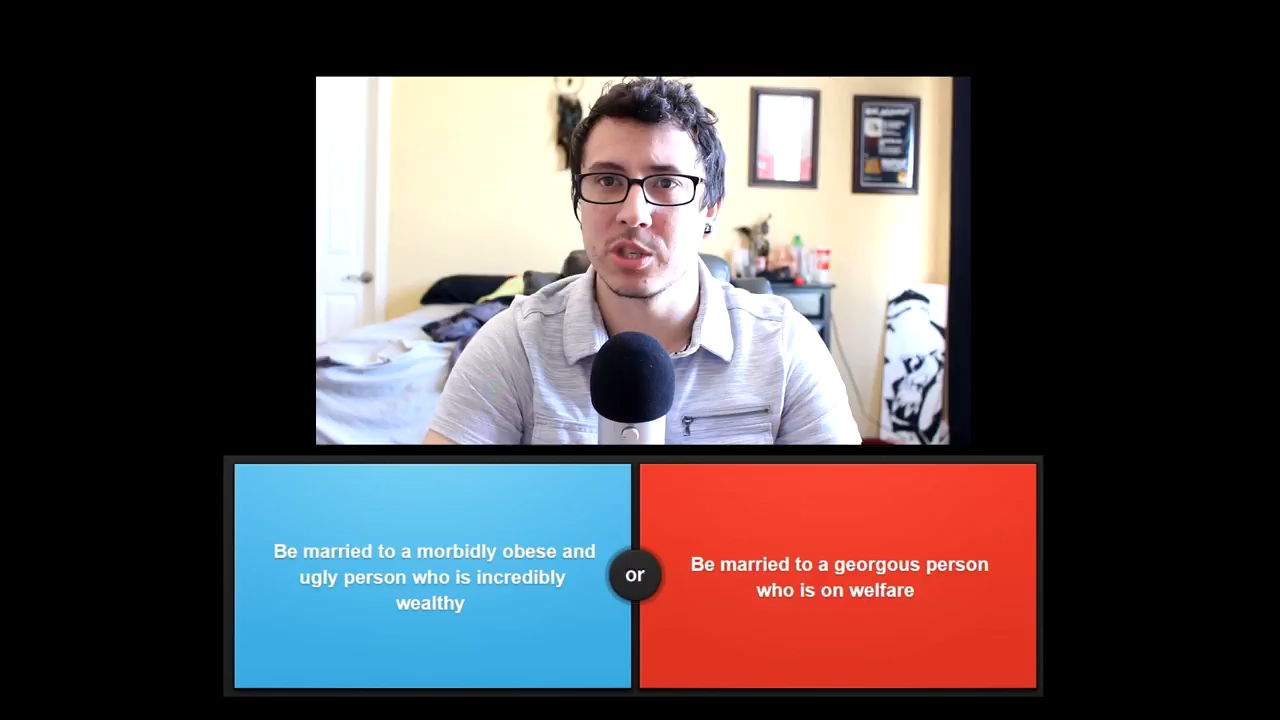 Be married to a morbidly obese and
ugly person who is incredibly
wealthy
or
Be married to a georgous person
who is on welfare